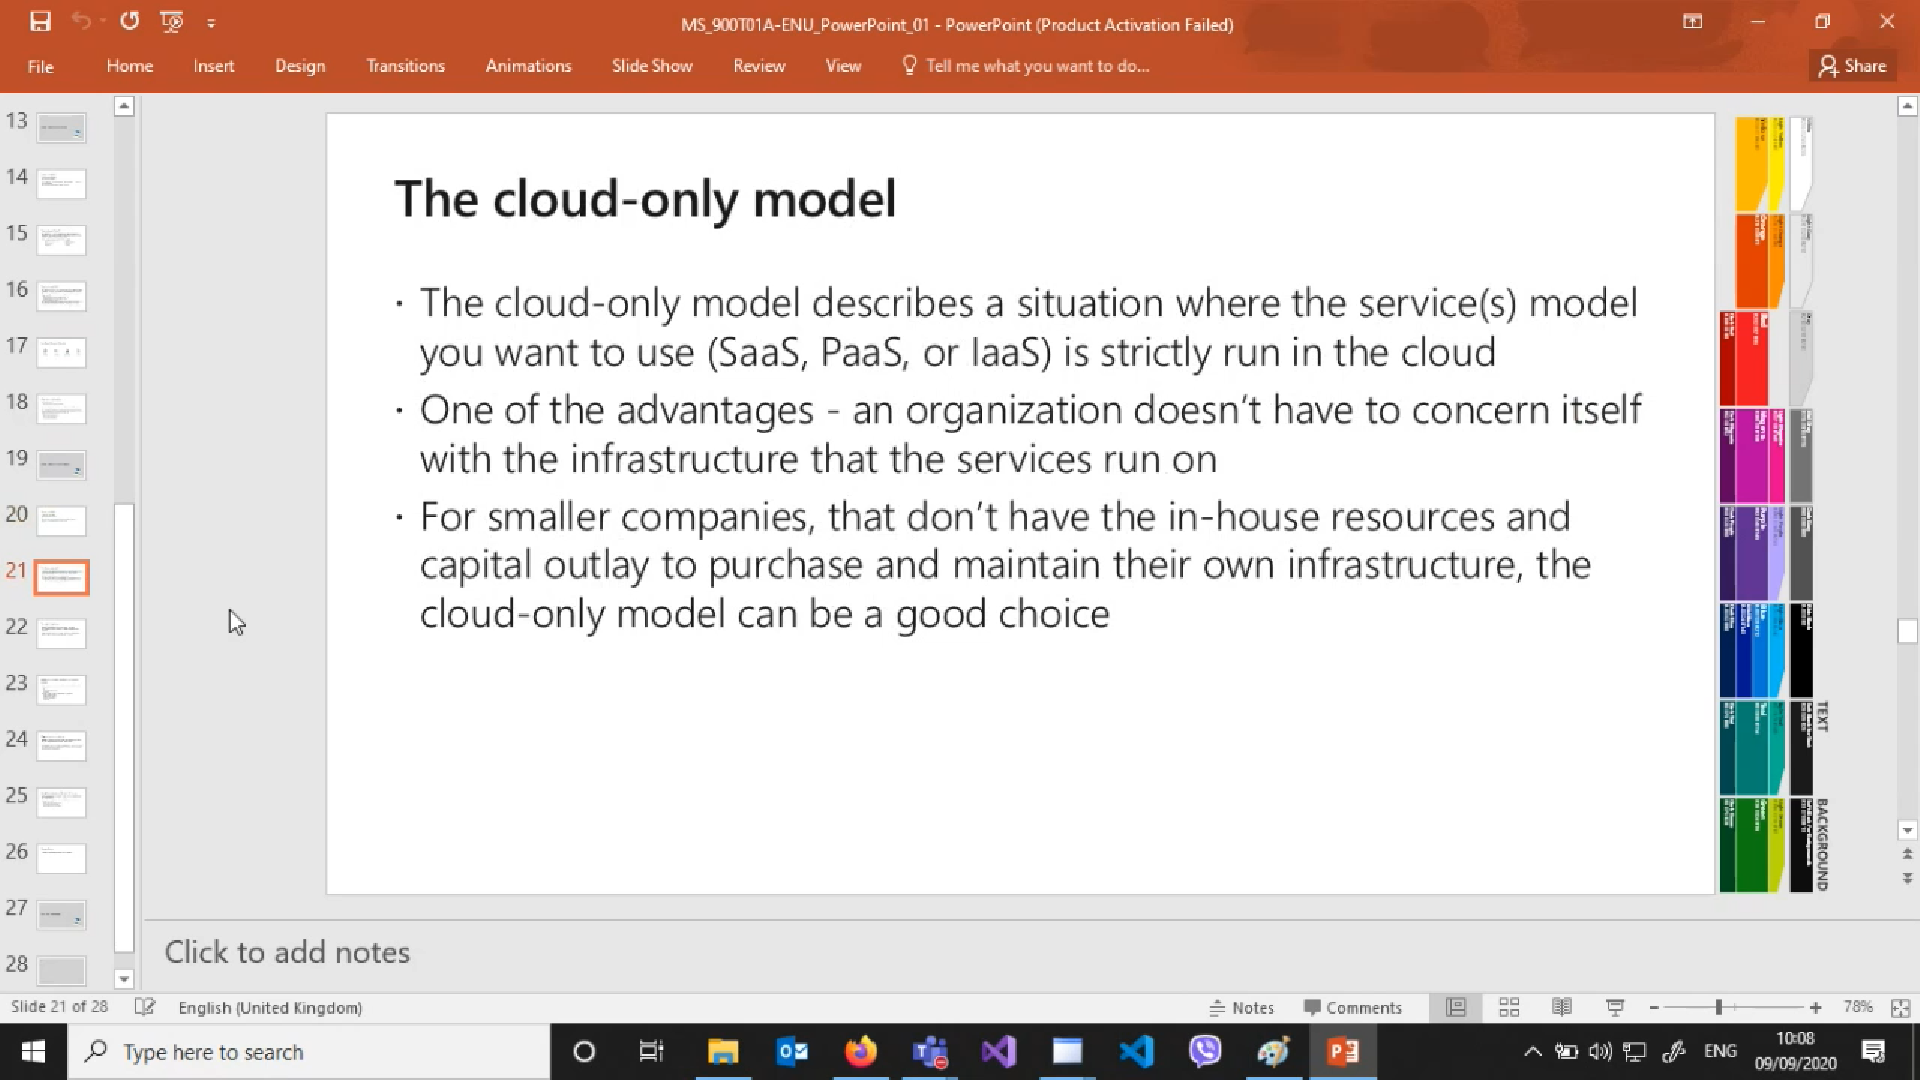 MS_900T01A-ENU_PowerPoint_01 - PowerPoint (Product Activation Failed)
File Home Insert Design Transitions Animations Slide Show Review View Tell me what you want to do... Share
13
14
15
16
17
18
19
20
21
22
23
24
25
26
27
28
The cloud-only model
· The cloud-only model describes a situation where the service(s) model
you want to use (SaaS, PaaS, or IaaS) is strictly run in the cloud
· One of the advantages - an organization doesn't have to concern itself
with the infrastructure that the services run on
· For smaller companies, that don't have the in-house resources and
capital outlay to purchase and maintain their own infrastructure, the
cloud-only model can be a good choice
TEXT
BACKGROUND
Click to add notes
Slide 21 of 28 English (United Kingdom) Notes Comments 78%
Type here to search ENG 10:08
09/09/2020